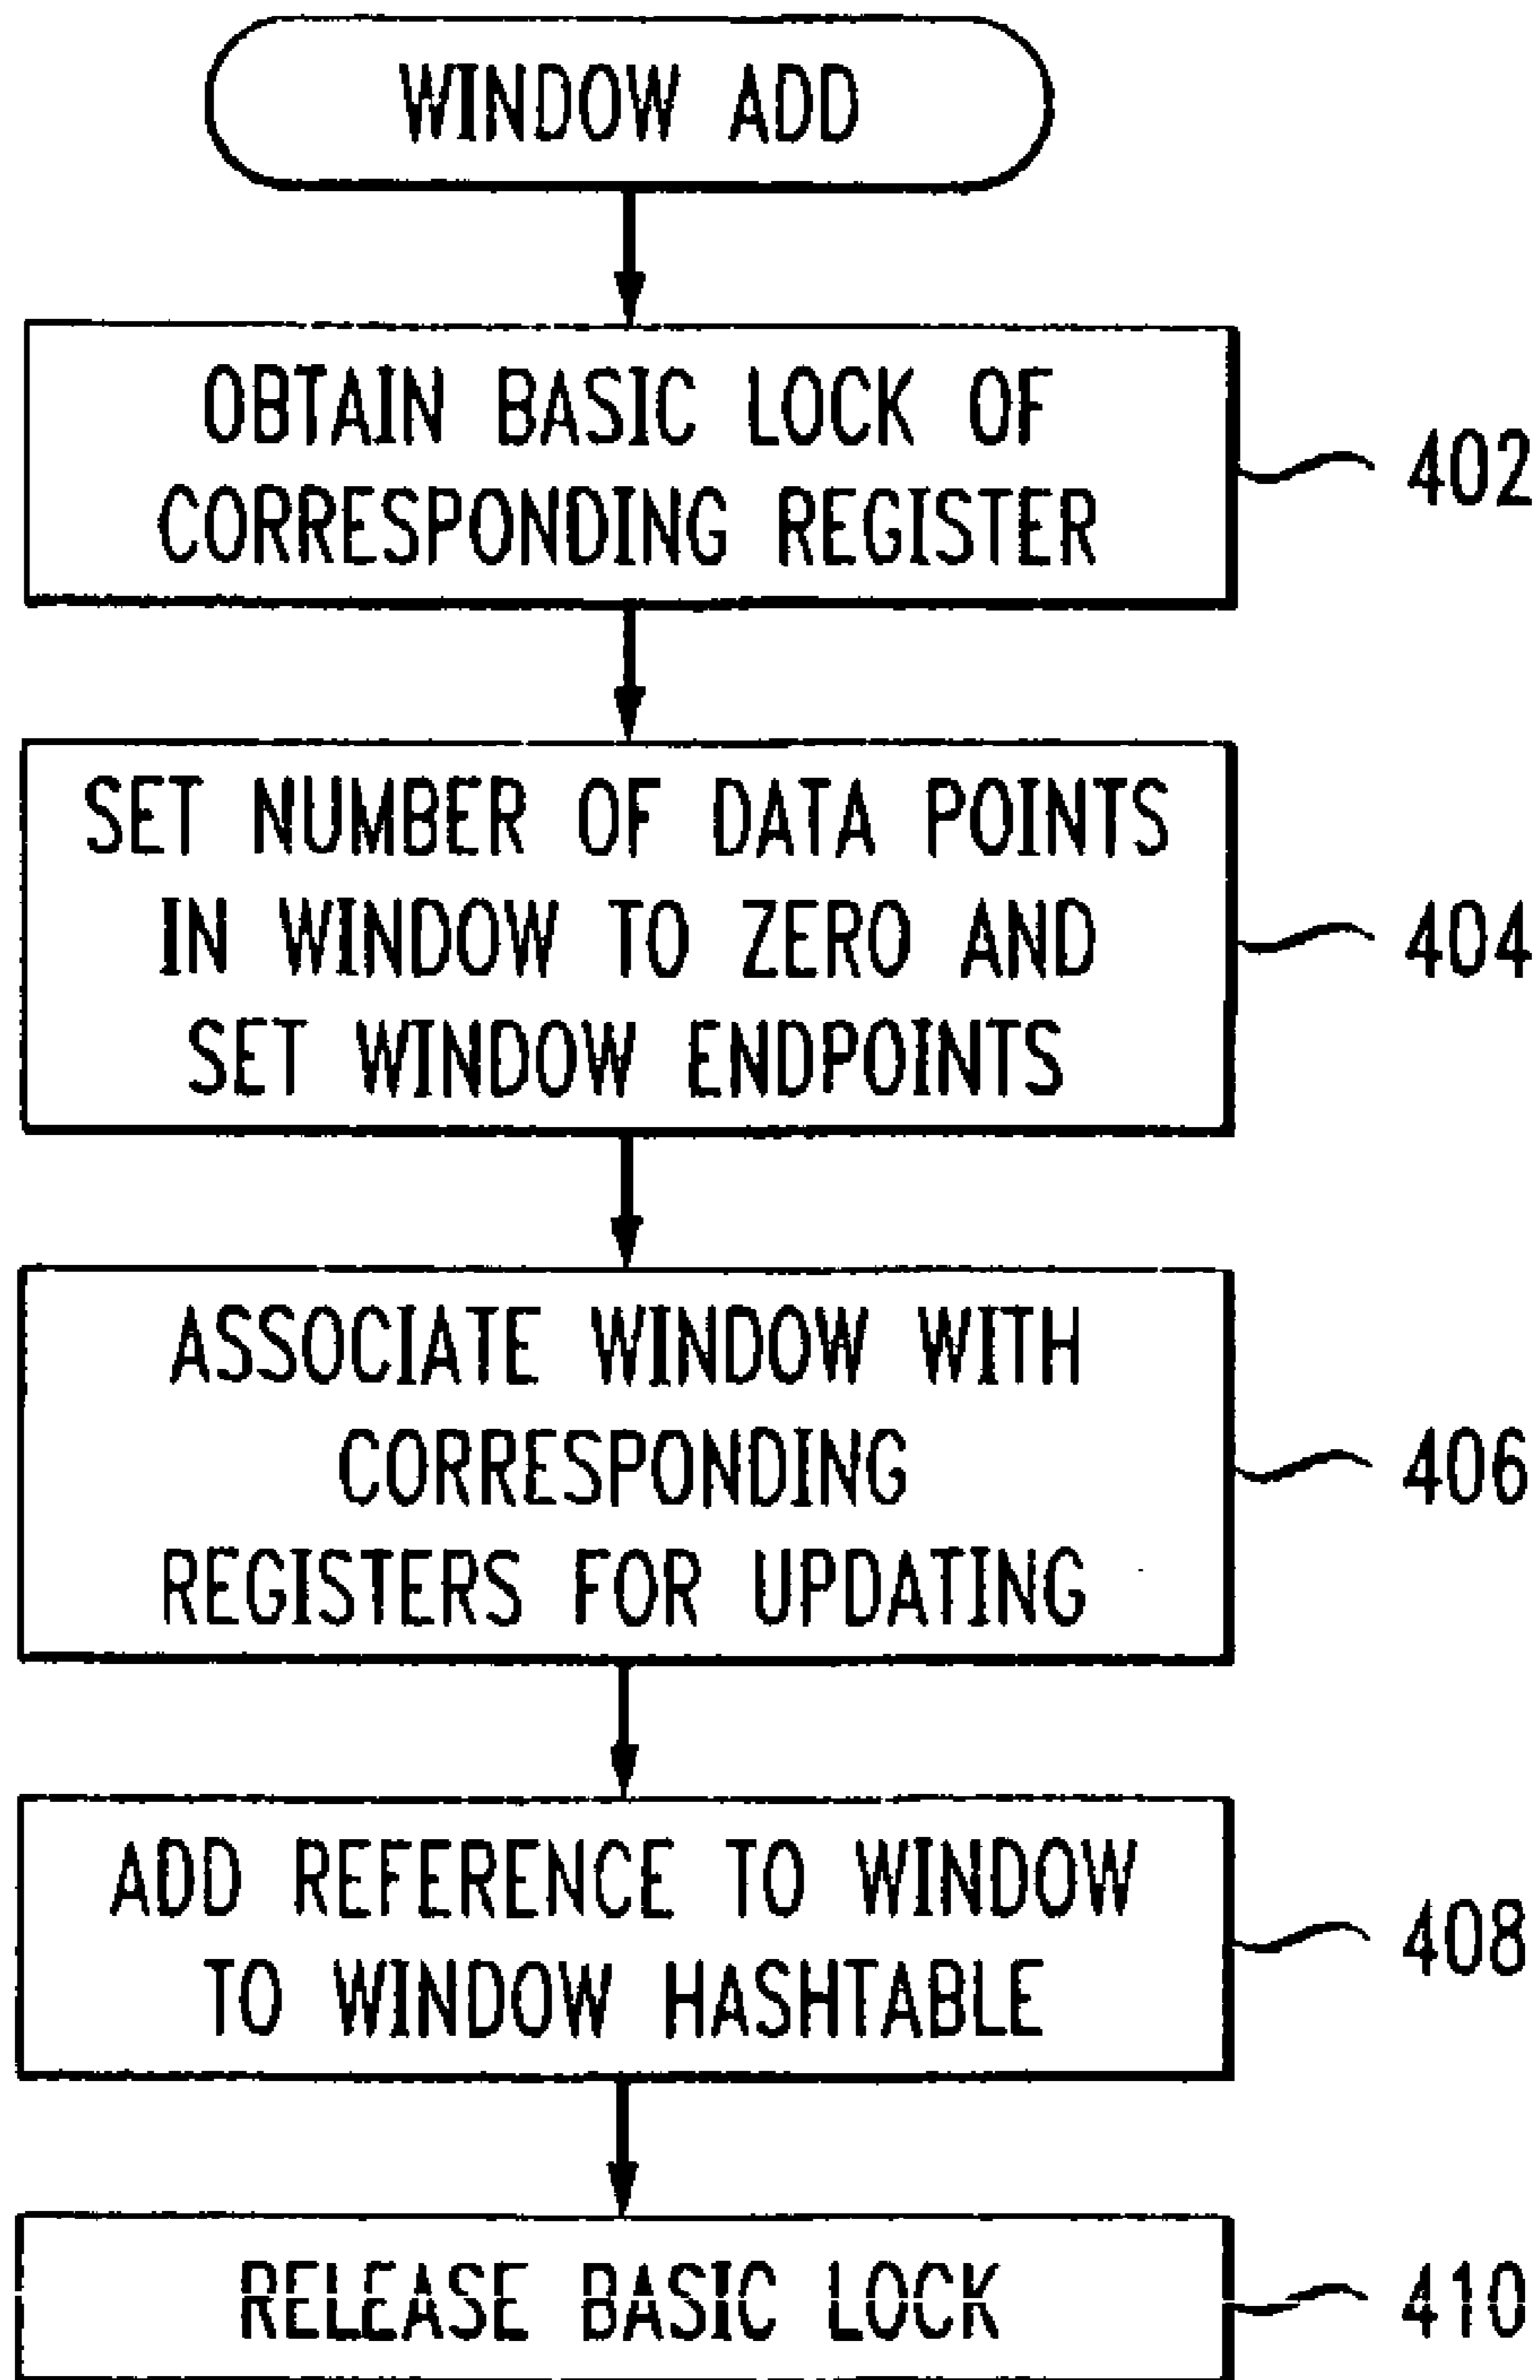 WINDOW ADD
OBTAIN BASIC LOCK OF
CORRESPONDING REGISTER
402
SET NUMBER OF DATA POINTS
IN WINDOW TO ZERO AND
SET WINDOW ENDPOINTS
404
ASSOCIATE WINDOW WITH
CORRESPONDING
REGISTERS FOR UPDATING
406
ADD REFERENCE TO WINDOW
TO WINDOW HASHTABLE
408
RELEASE BASIC LOCK
410